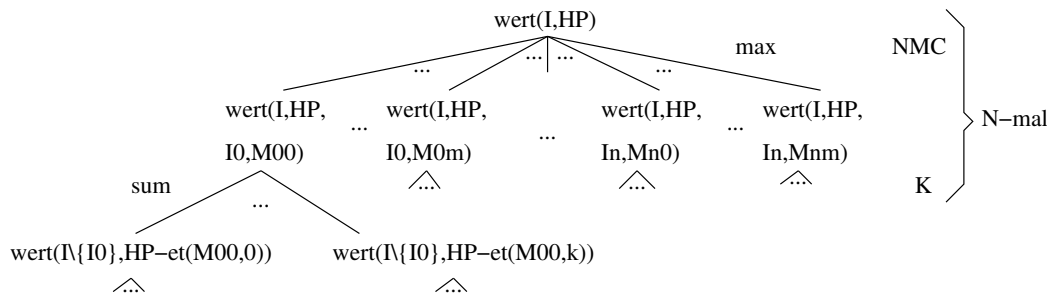 wert(I,HP)
max
NMC
... ... ... ...
wert(I,HP, wert(I,HP, wert(I,HP, wert(I,HP,
... ... ...
N−mal
I0,M00) I0,M0m) In,Mn0) In,Mnm)
sum
... ... ... ...
K
wert(I\{I0},HP−et(M00,0)) wert(I\{I0},HP−et(M00,k))
... ...